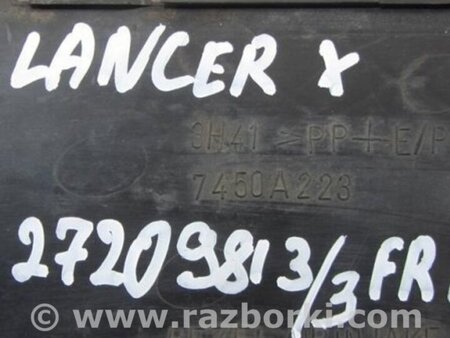 LANCER X
3H41 >PP+E/P
7450A223
27209813/3 FR
www.razborki.com